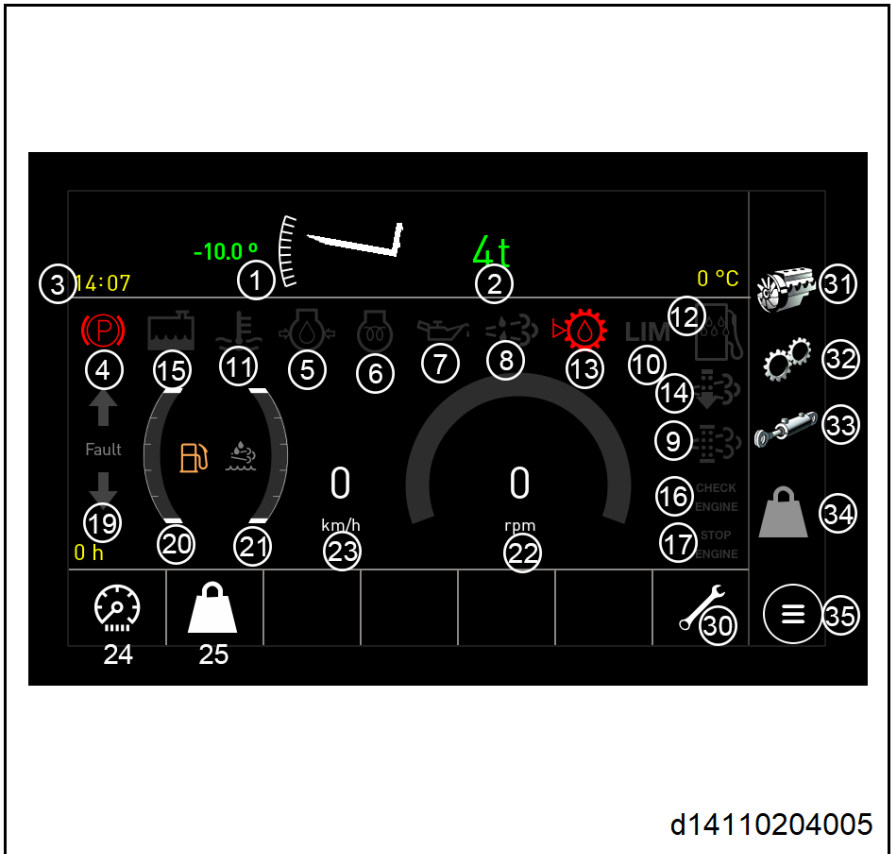 -10.0 º
4t
3
14:07
1
2
0 °C
31
12
(P)
LIM
4
15
11
5
6
7
8
13
10
32
14
Fault
9
33
0
0
16
CHECK
ENGINE
34
19
km/h
rpm
17
STOP
ENGINE
0 h
20
21
23
22
24
25
30
35
d14110204005